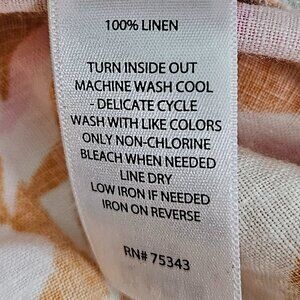 100% LINEN
TURN INSIDE OUT
MACHINE WASH COOL
- DELICATE CYCLE
WASH WITH LIKE COLORS
ONLY NON-CHLORINE
BLEACH WHEN NEEDED
LINE DRY
LOW IRON IF NEEDED
IRON ON REVERSE
RN# 75343